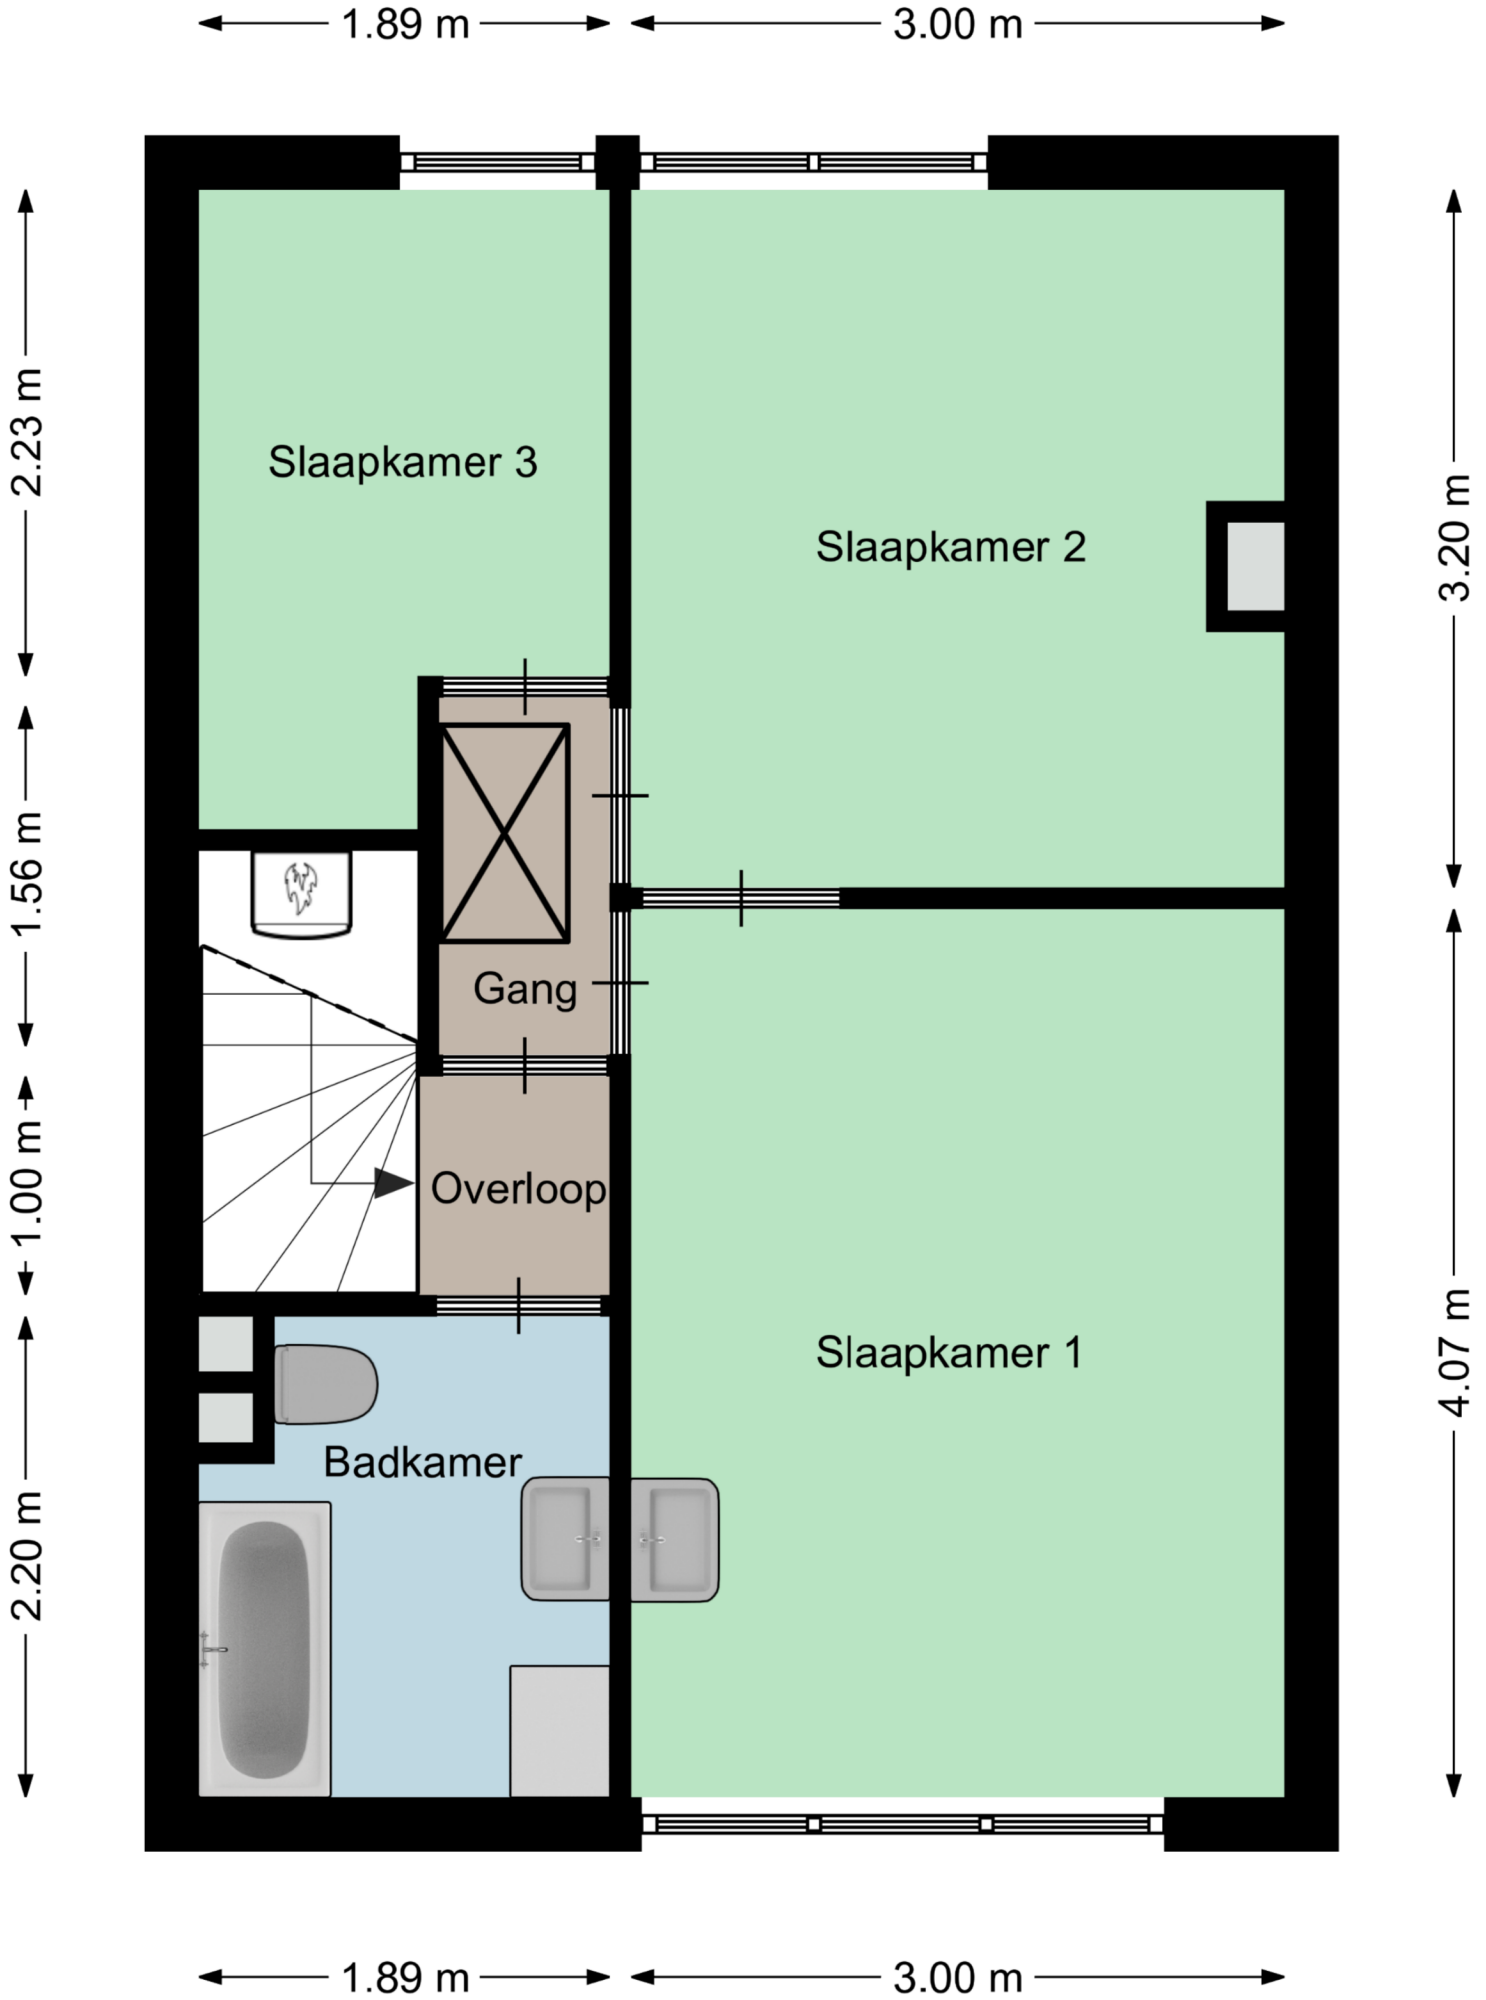 1.89 m
3.00 m
2.23 m
Slaapkamer 3
Slaapkamer 2
3.20 m
1.56 m
Gang
1.00 m
Overloop
Slaapkamer 1
4.07 m
Badkamer
2.20 m
1.89 m
3.00 m